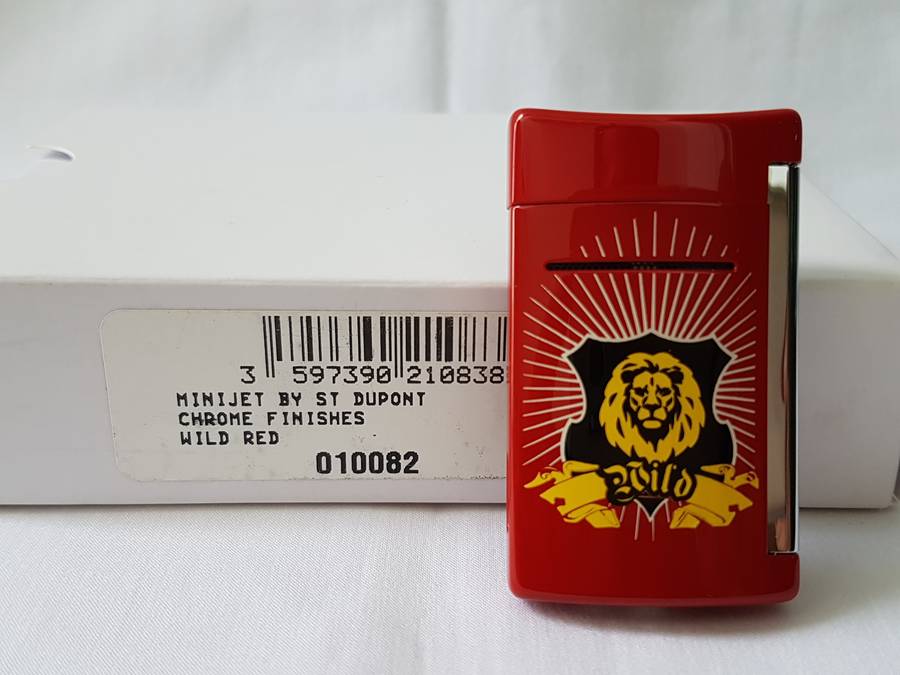 3 597390 210838
MINIJET BY ST DUPONT
CHROME FINISHES
WILD RED
010082
Wild